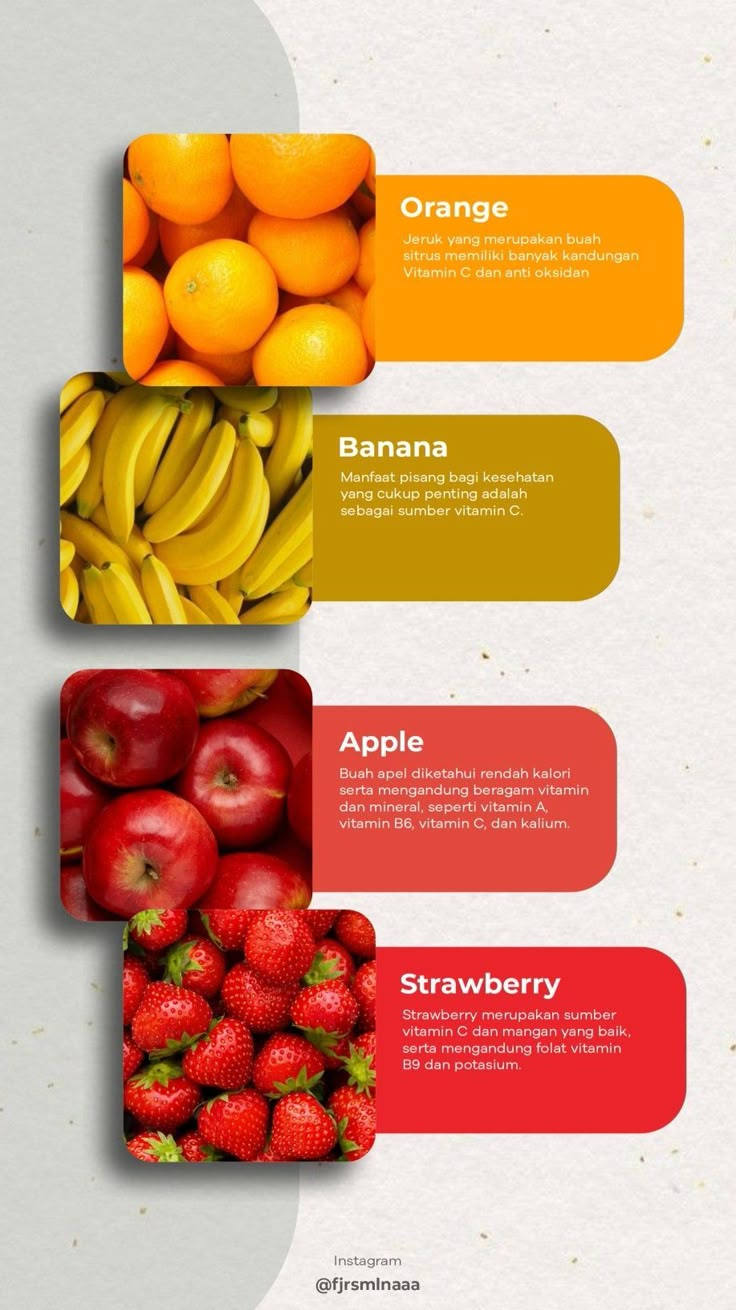 Orange
Jeruk yang merupakan buah
sitrus memiliki banyak kandungan
Vitamin C dan anti oksidan
Banana
Manfaat pisang bagi kesehatan
yang cukup penting adalah
sebagai sumber vitamin C.
Apple
Buah apel diketahui rendah kalori
serta mengandung beragam vitamin
dan mineral, seperti vitamin A,
vitamin B6, vitamin C, dan kalium.
Strawberry
Strawberry merupakan sumber
vitamin C dan mangan yang baik,
serta mengandung folat vitamin
B9 dan potasium.
Instagram
@fjrsmlnaaa